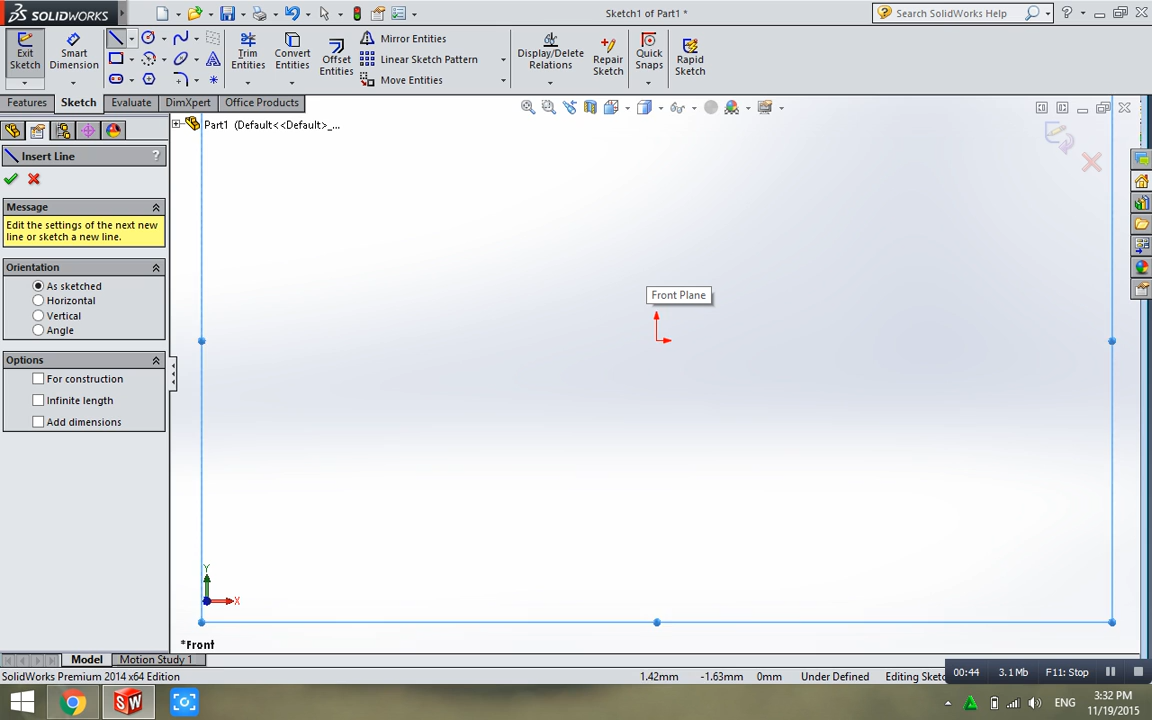 SOLIDWORKS
Sketch1 of Part1 *
Search SolidWorks Help
?
Exit Sketch
Smart Dimension
Trim Entities
Convert Entities
Offset Entities
Mirror Entities
Linear Sketch Pattern
Move Entities
Display/Delete Relations
Repair Sketch
Quick Snaps
Rapid Sketch
Features
Sketch
Evaluate
DimXpert
Office Products
Part1 (Default<<Default>_...
Insert Line
?
Message
Edit the settings of the next new
line or sketch a new line.
Orientation
As sketched
Horizontal
Vertical
Angle
Options
For construction
Infinite length
Add dimensions
Front Plane
Y
X
*Front
Model
Motion Study 1
SolidWorks Premium 2014 x64 Edition
1.42mm
-1.63mm
0mm
Under Defined
00:44
3.1 Mb
F11: Stop
SW
ENG
3:32 PM
11/19/2015